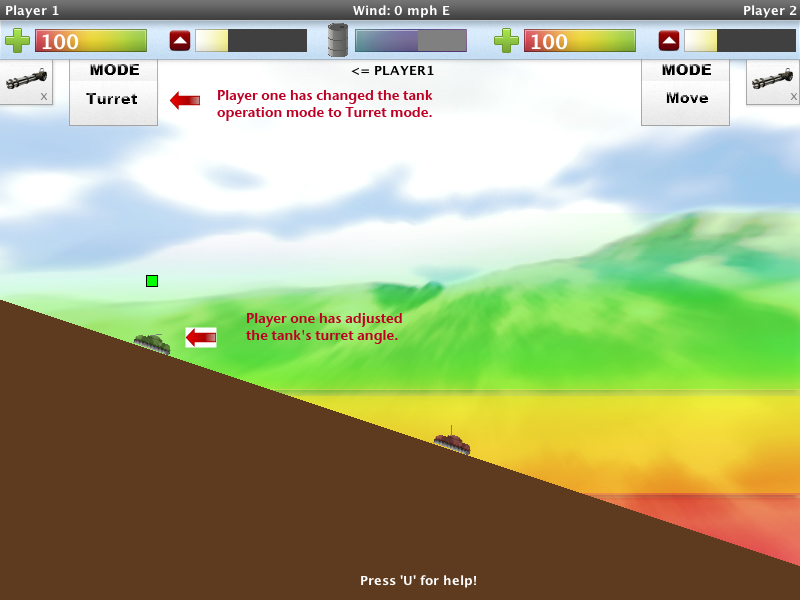 Player 1
Wind: 0 mph E
Player 2
100
100
MODE
Turret
x
<= PLAYER1
MODE
Move
x
Player one has changed the tank
operation mode to Turret mode.
Player one has adjusted
the tank's turret angle.
Press 'U' for help!